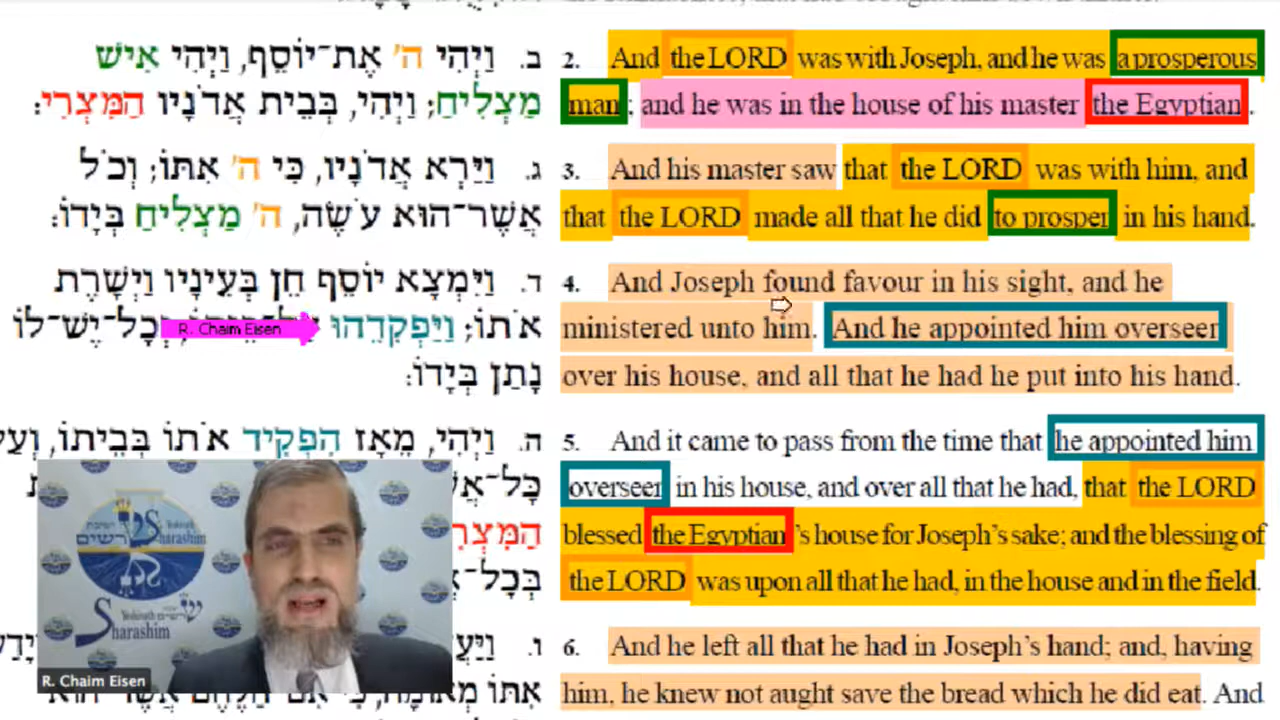 ב. וַיְהִי ה' אֶת־יוֹסֵף, וַיְהִי אִישׁ
מַצְלִיחַ; וַיְהִי, בְּבֵית אֲדֹנָיו הַמִּצְרִי:
ג. וַיַּרְא אֲדֹנָיו, כִּי ה' אִתּוֹ; וְכֹל
אֲשֶׁר־הוּא עֹשֶׂה, ה' מַצְלִיחַ בְּיָדוֹ:
ד. וַיִּמְצָא יוֹסֵף חֵן בְּעֵינָיו וַיְשָׁרֶת
אֹתוֹ; וַיַּפְקִדֵהוּ וְכָל־יֶשׁ־לוֹ
R. Chaim Eisen
נָתַן בְּיָדוֹ:
ה. וַיְהִי, מֵאָז הִפְקִיד אֹתוֹ בְּבֵיתוֹ, וְעַל
2. And the LORD was with Joseph, and he was a prosperous
man; and he was in the house of his master the Egyptian.
3. And his master saw that the LORD was with him, and
that the LORD made all that he did to prosper in his hand.
4. And Joseph found favour in his sight, and he
ministered unto him. And he appointed him overseer
over his house, and all that he had he put into his hand.
5. And it came to pass from the time that he appointed him
overseer in his house, and over all that he had, that the LORD
blessed the Egyptian's house for Joseph's sake; and the blessing of
the LORD was upon all that he had, in the house and in the field.
6. And he left all that he had in Joseph's hand; and, having
him, he knew not aught save the bread which he did eat. And
ישיבת
שרשים
Yeshivath
Sharashim
Sharashim
R. Chaim Eisen